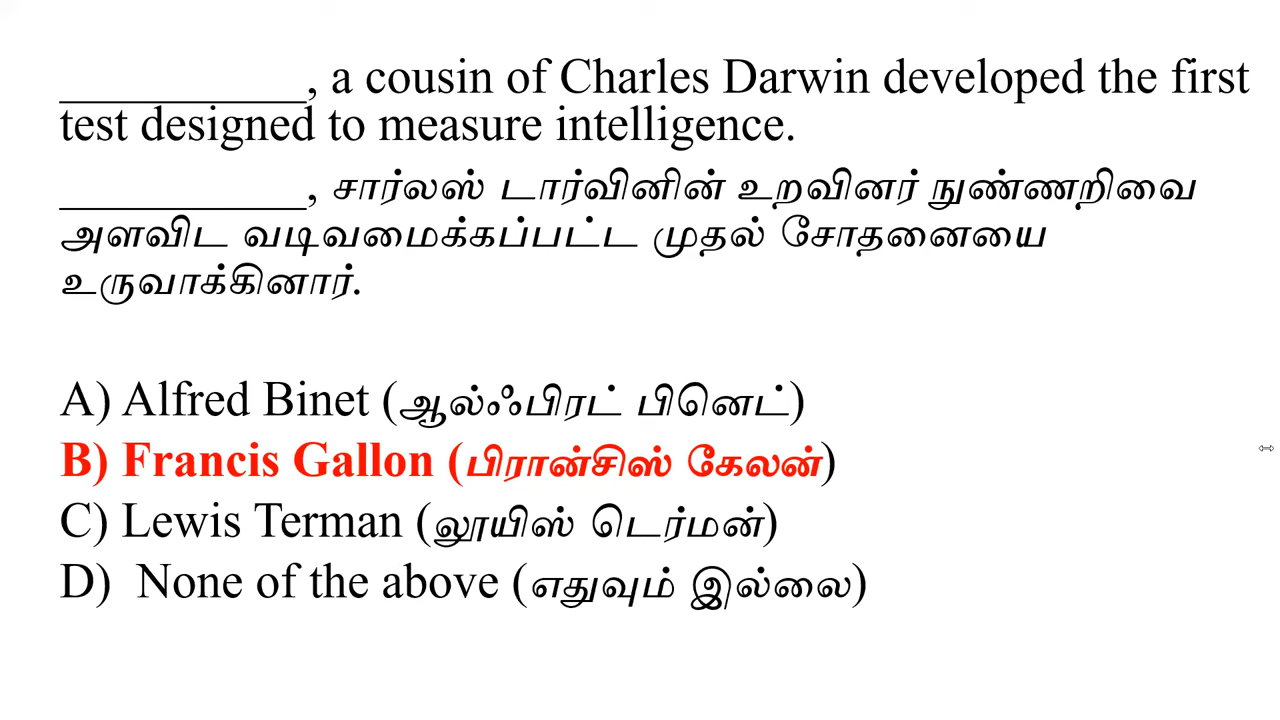 __________, a cousin of Charles Darwin developed the first
test designed to measure intelligence.
__________, சார்லஸ் டார்வினின் உறவினர் நுண்ணறிவை
அளவிட வடிவமைக்கப்பட்ட முதல் சோதனையை
உருவாக்கினார்.
A) Alfred Binet (ஆல்ஃபிரட் பினெட்)
B) Francis Gallon (பிரான்சிஸ் கேலன்)
C) Lewis Terman (லூயிஸ் டெர்மன்)
D) None of the above (எதுவும் இல்லை)